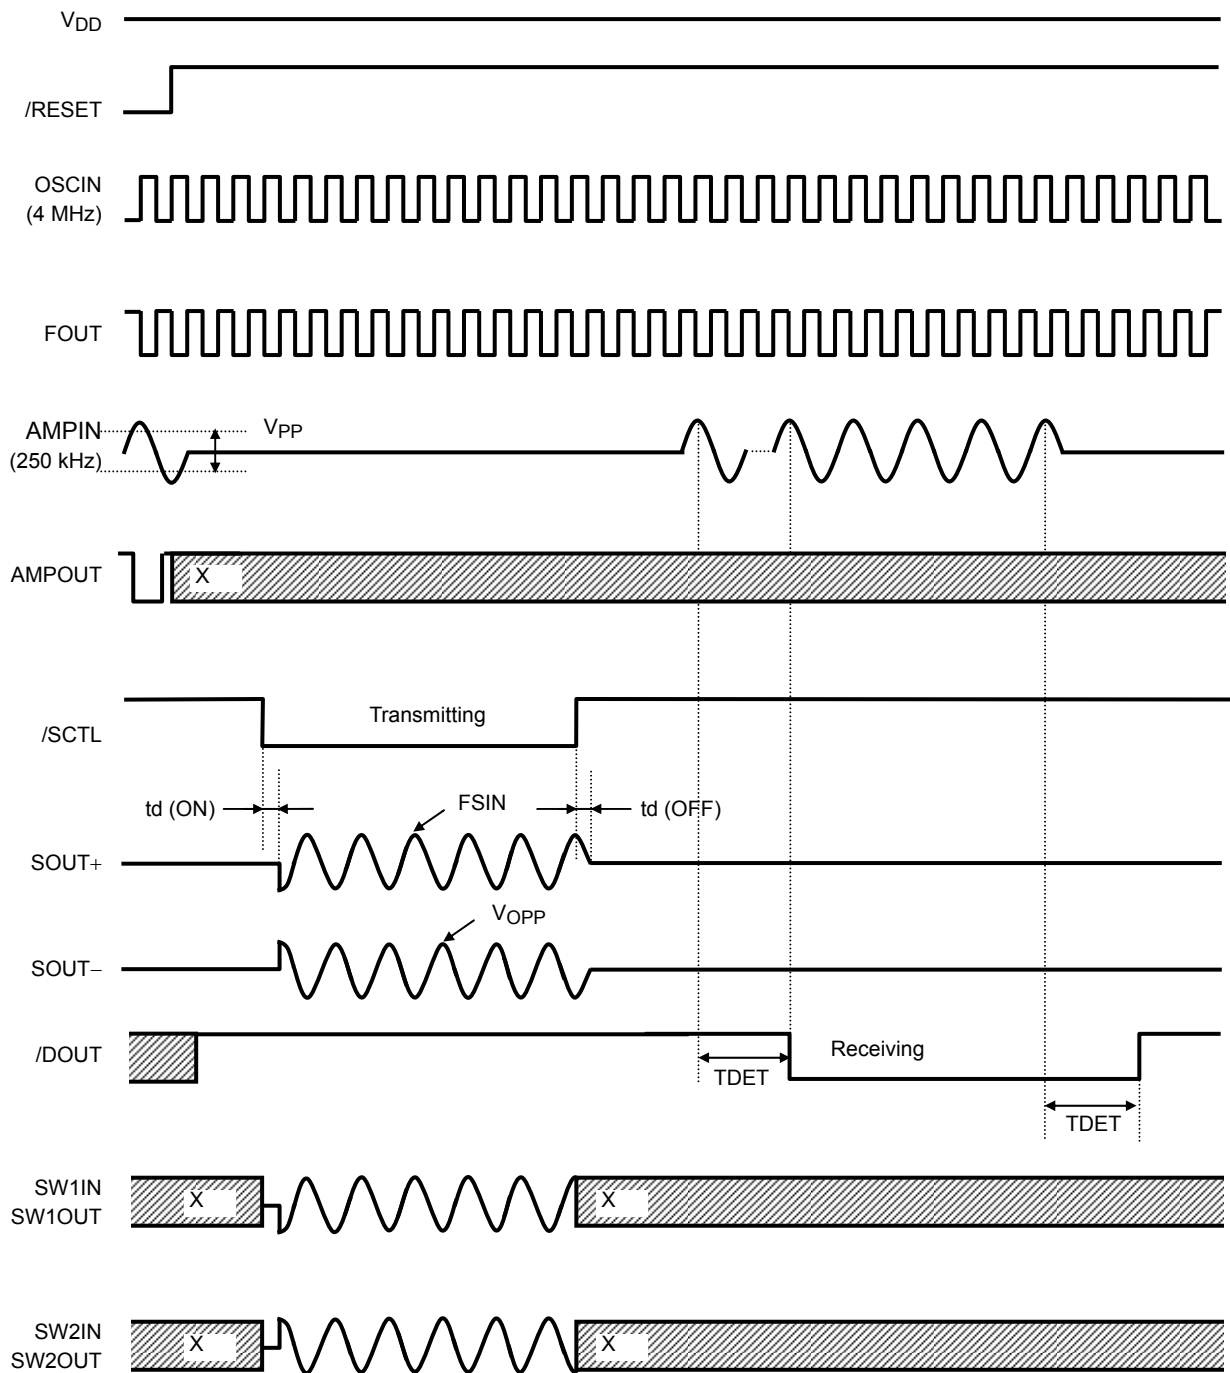 VDD
/RESET
OSCIN
(4 MHz)
FOUT
AMPIN
(250 kHz)
VPP
AMPOUT
X
/SCTL
Transmitting
td (ON)
FSIN
td (OFF)
SOUT+
VOPP
SOUT−
/DOUT
Receiving
TDET
TDET
SW1IN
SW1OUT
X
X
SW2IN
SW2OUT
X
X